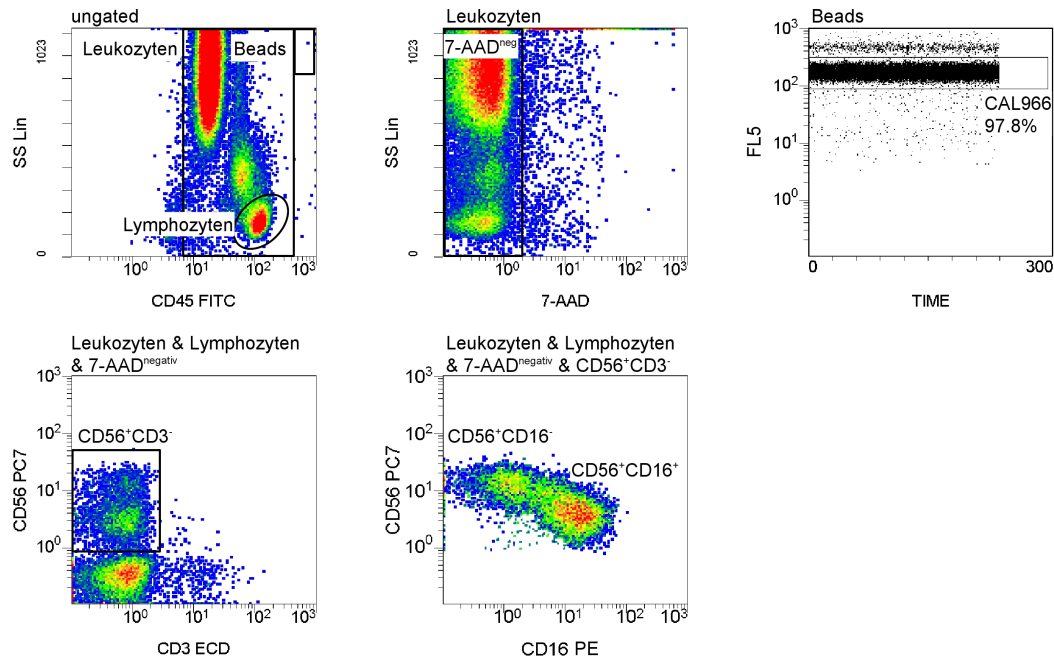 ungated
Leukozyten
Beads
Lymphozyten
1023
SS Lin
0
10⁰ 10¹ 10² 10³
CD45 FITC
Leukozyten
7-AADⁿᵉᵍ
1023
SS Lin
0
10⁰ 10¹ 10² 10³
7-AAD
Beads
10³
10²
10¹
10⁰
FL5
CAL966
97.8%
0 300
TIME
Leukozyten & Lymphozyten
& 7-AADⁿᵉᵍᵃᵗⁱᵛ
10³
10²
10¹
10⁰
CD56 PC7
CD56⁺CD3⁻
10⁰ 10¹ 10² 10³
CD3 ECD
Leukozyten & Lymphozyten
& 7-AADⁿᵉᵍᵃᵗⁱᵛ & CD56⁺CD3⁻
10³
10²
10¹
10⁰
CD56 PC7
CD56⁺CD16⁻
CD56⁺CD16⁺
10⁰ 10¹ 10² 10³
CD16 PE